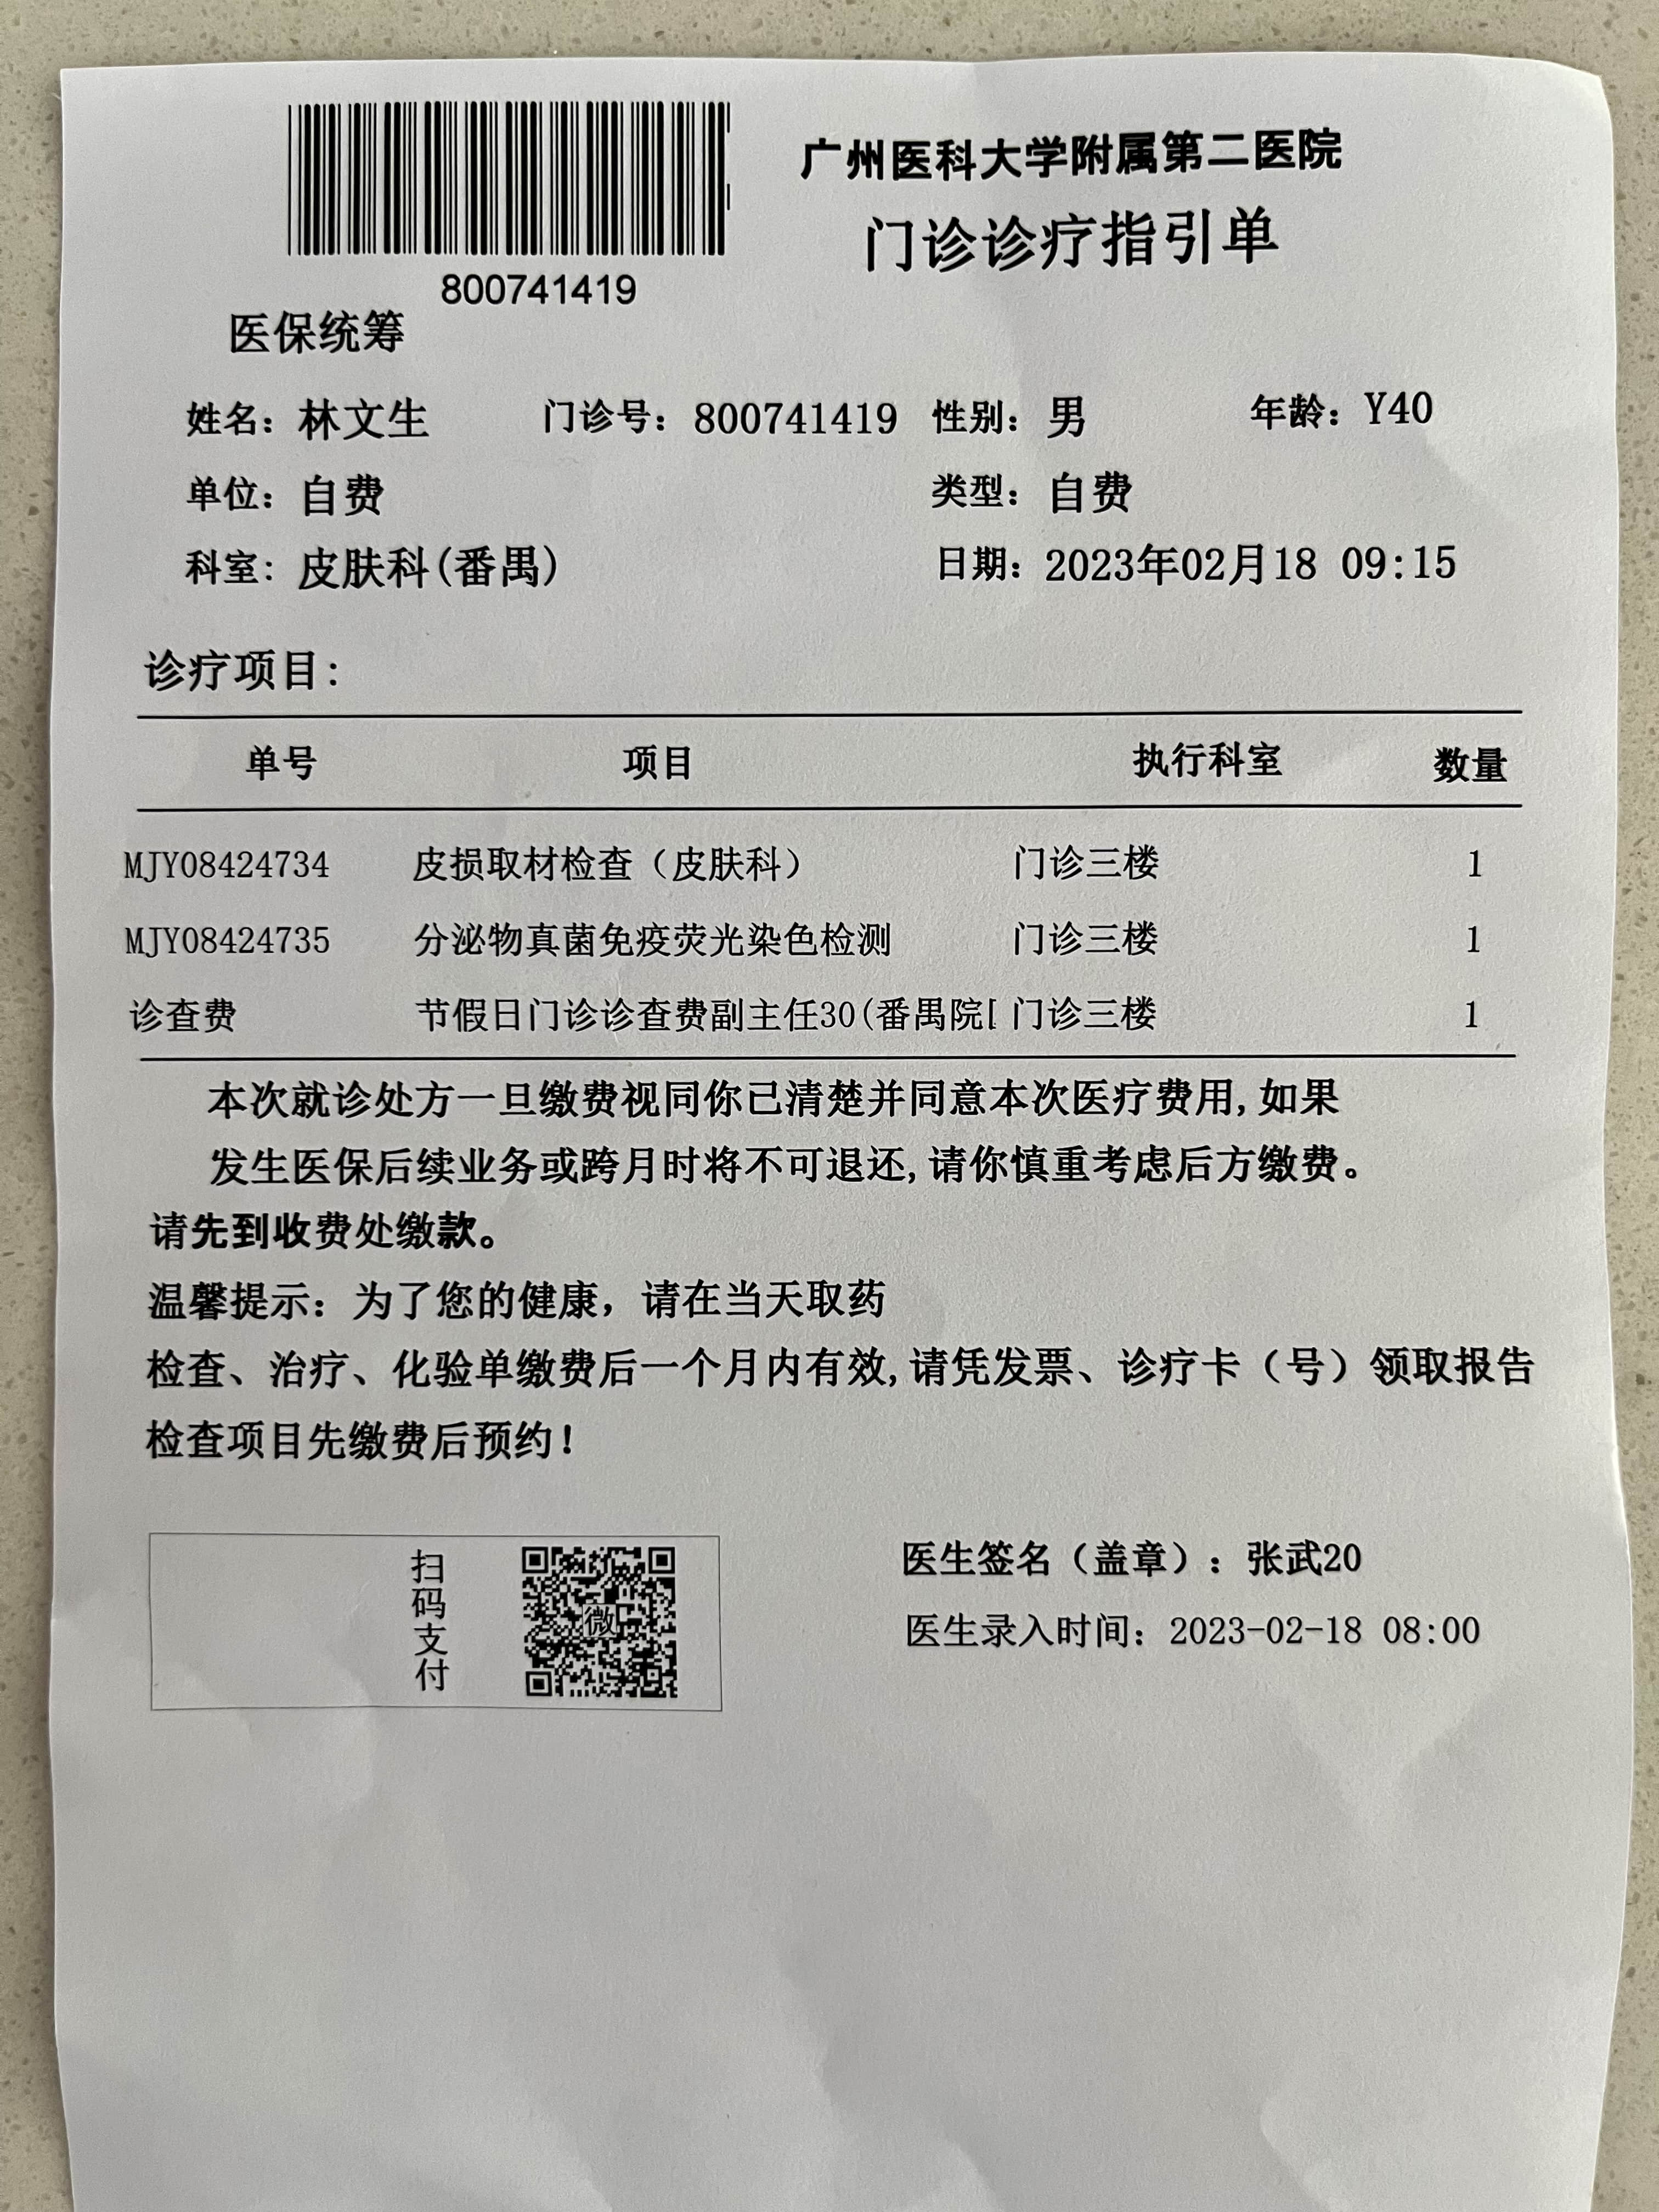 广州医科大学附属第二医院
门诊诊疗指引单
800741419
医保统筹
姓名：林文生 门诊号：800741419 性别：男 年龄：Y40
单位：自费 类型：自费
科室：皮肤科(番禺) 日期：2023年02月18 09:15
诊疗项目：
单号 项目 执行科室 数量
MJY08424734 皮损取材检查（皮肤科） 门诊三楼 1
MJY08424735 分泌物真菌免疫荧光染色检测 门诊三楼 1
诊查费 节假日门诊诊查费副主任30(番禺院 门诊三楼 1
本次就诊处方一旦缴费视同你已清楚并同意本次医疗费用,如果
发生医保后续业务或跨月时将不可退还,请你慎重考虑后方缴费。
请先到收费处缴款。
温馨提示：为了您的健康，请在当天取药
检查、治疗、化验单缴费后一个月内有效,请凭发票、诊疗卡（号）领取报告
检查项目先缴费后预约！
扫码支付
微
医生签名（盖章）：张武20
医生录入时间：2023-02-18 08:00